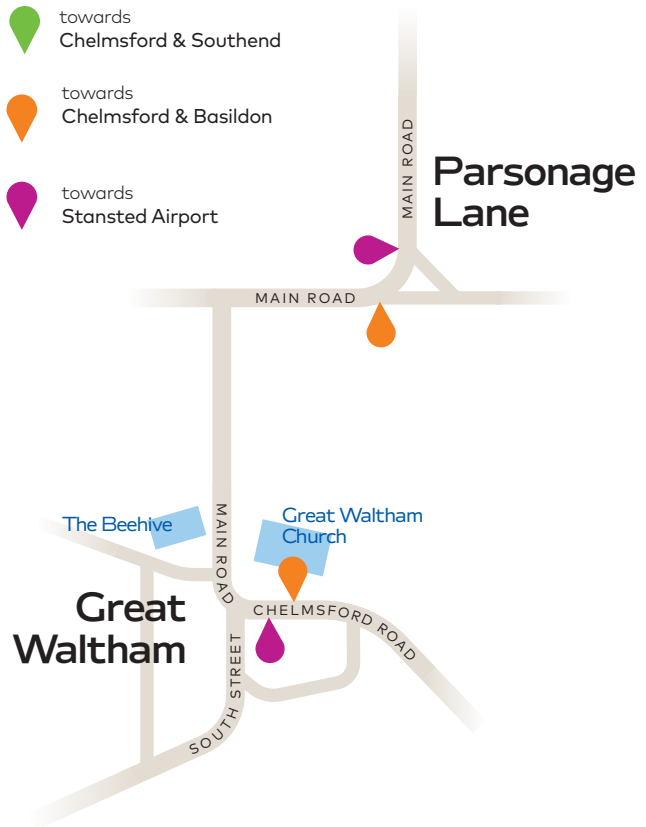 towards
Chelmsford & Southend
towards
Chelmsford & Basildon
towards
Stansted Airport
MAIN ROAD
Parsonage
Lane
MAIN ROAD
The Beehive
MAIN ROAD
Great Waltham
Church
Great
Waltham
CHELMSFORD ROAD
SOUTH STREET